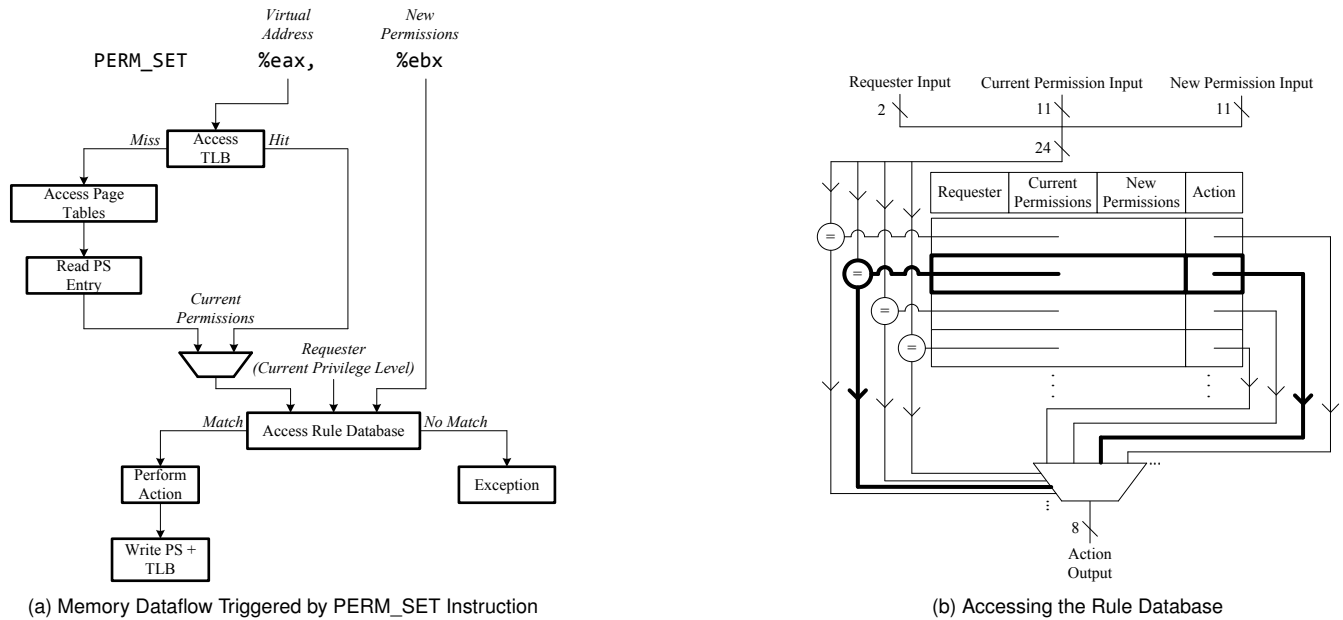 Virtual
Address
New
Permissions
PERM_SET %eax, %ebx
Miss
Access
TLB
Hit
Access Page
Tables
Read PS
Entry
Current
Permissions
Requester
(Current Privilege Level)
Match
Access Rule Database
No Match
Perform
Action
Exception
Write PS +
TLB
(a) Memory Dataflow Triggered by PERM_SET Instruction
Requester Input
Current Permission Input
New Permission Input
2
11
11
24
Requester
Current
Permissions
New
Permissions
Action
=
=
=
=
8
Action
Output
(b) Accessing the Rule Database